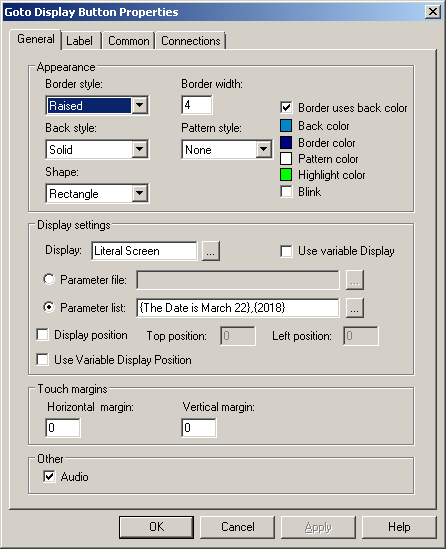 Goto Display Button Properties
General Label Common Connections
Appearance
Border style: Border width:
Raised 4
Border uses back color
Back style: Pattern style: Back color
Solid None Border color
Pattern color
Shape: Highlight color
Rectangle Blink
Display settings
Display: Literal Screen ... Use variable Display
Parameter file: ...
Parameter list: {The Date is March 22},{2018} ...
Display position Top position: 0 Left position: 0
Use Variable Display Position
Touch margins
Horizontal margin: Vertical margin:
0 0
Other
Audio
OK Cancel Apply Help